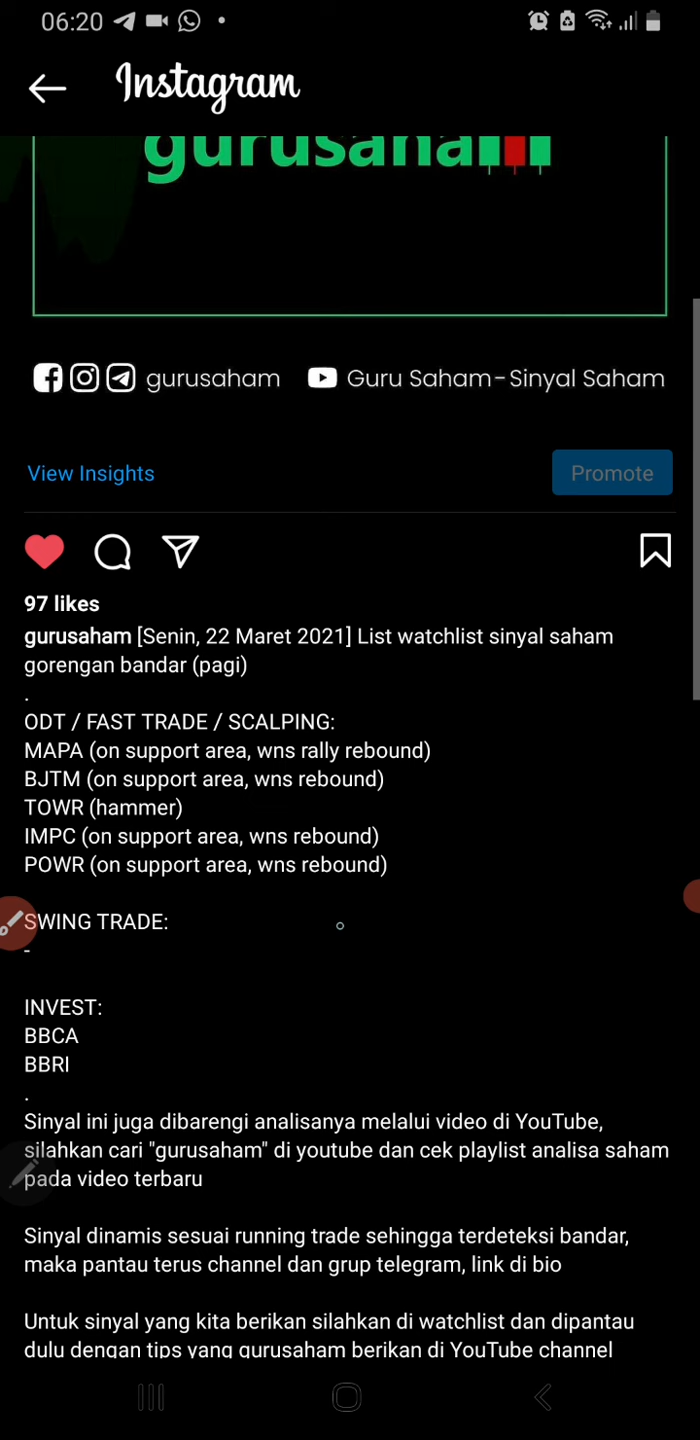 06:20
Instagram
gurusaham
gurusaham Guru Saham-Sinyal Saham
View Insights Promote
97 likes
gurusaham [Senin, 22 Maret 2021] List watchlist sinyal saham
gorengan bandar (pagi)
.
ODT / FAST TRADE / SCALPING:
MAPA (on support area, wns rally rebound)
BJTM (on support area, wns rebound)
TOWR (hammer)
IMPC (on support area, wns rebound)
POWR (on support area, wns rebound)
SWING TRADE:
-
INVEST:
BBCA
BBRI
.
Sinyal ini juga dibarengi analisanya melalui video di YouTube,
silahkan cari "gurusaham" di youtube dan cek playlist analisa saham
pada video terbaru
Sinyal dinamis sesuai running trade sehingga terdeteksi bandar,
maka pantau terus channel dan grup telegram, link di bio
Untuk sinyal yang kita berikan silahkan di watchlist dan dipantau
dulu dengan tips yang gurusaham berikan di YouTube channel